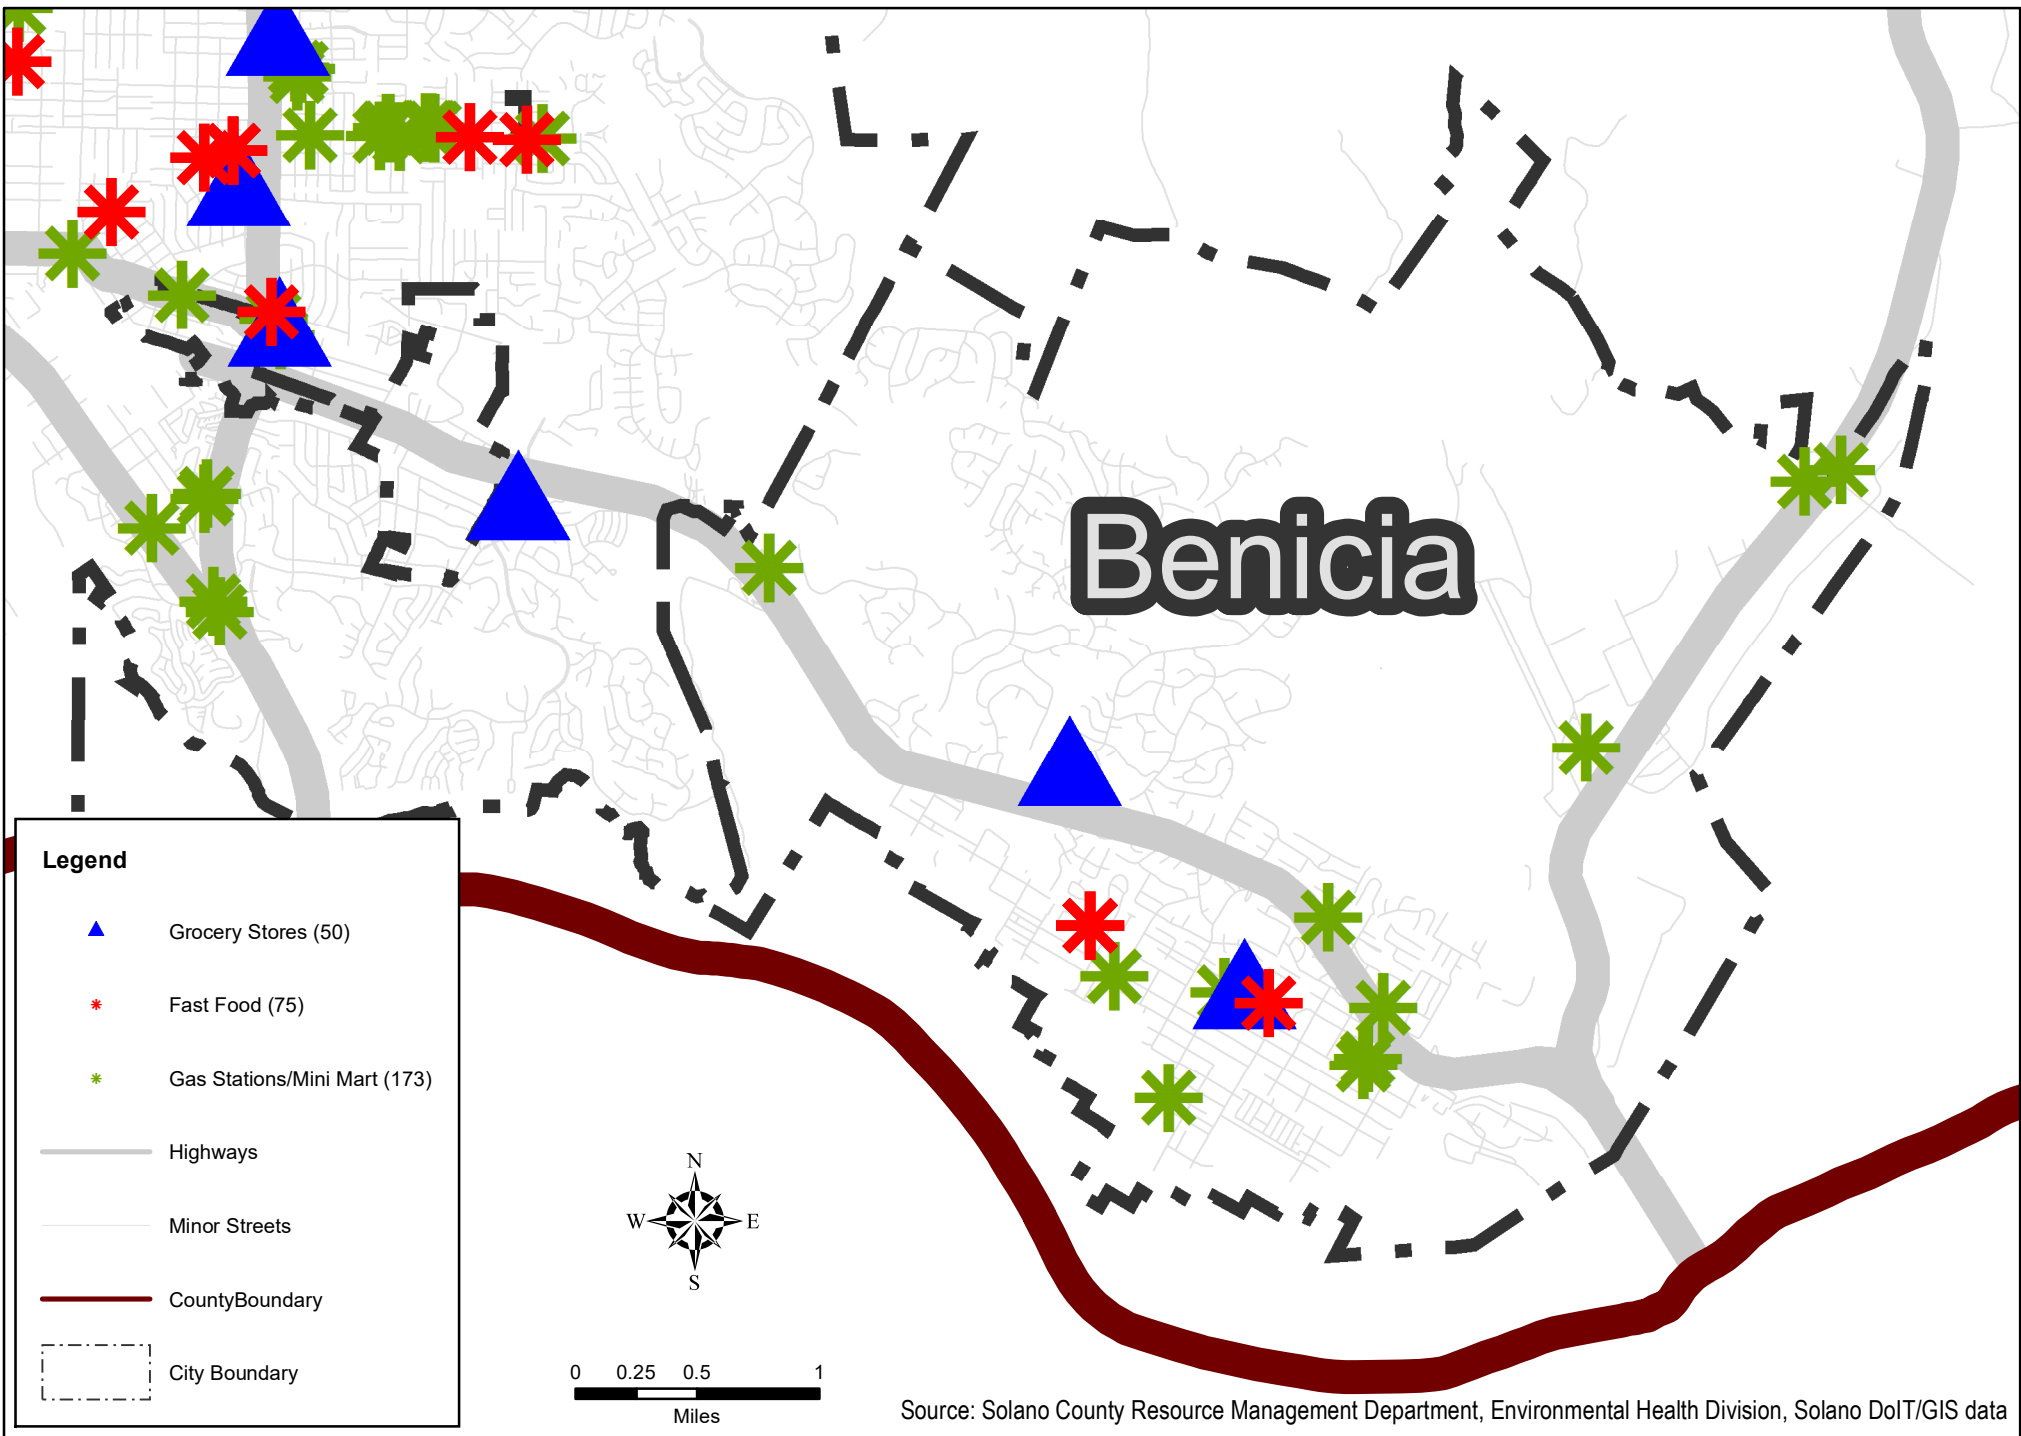 Benicia
Legend
Grocery Stores (50)
Fast Food (75)
Gas Stations/Mini Mart (173)
Highways
Minor Streets
CountyBoundary
City Boundary
N
W E
S
0 0.25 0.5 1
Miles
Source: Solano County Resource Management Department, Environmental Health Division, Solano DoIT/GIS data